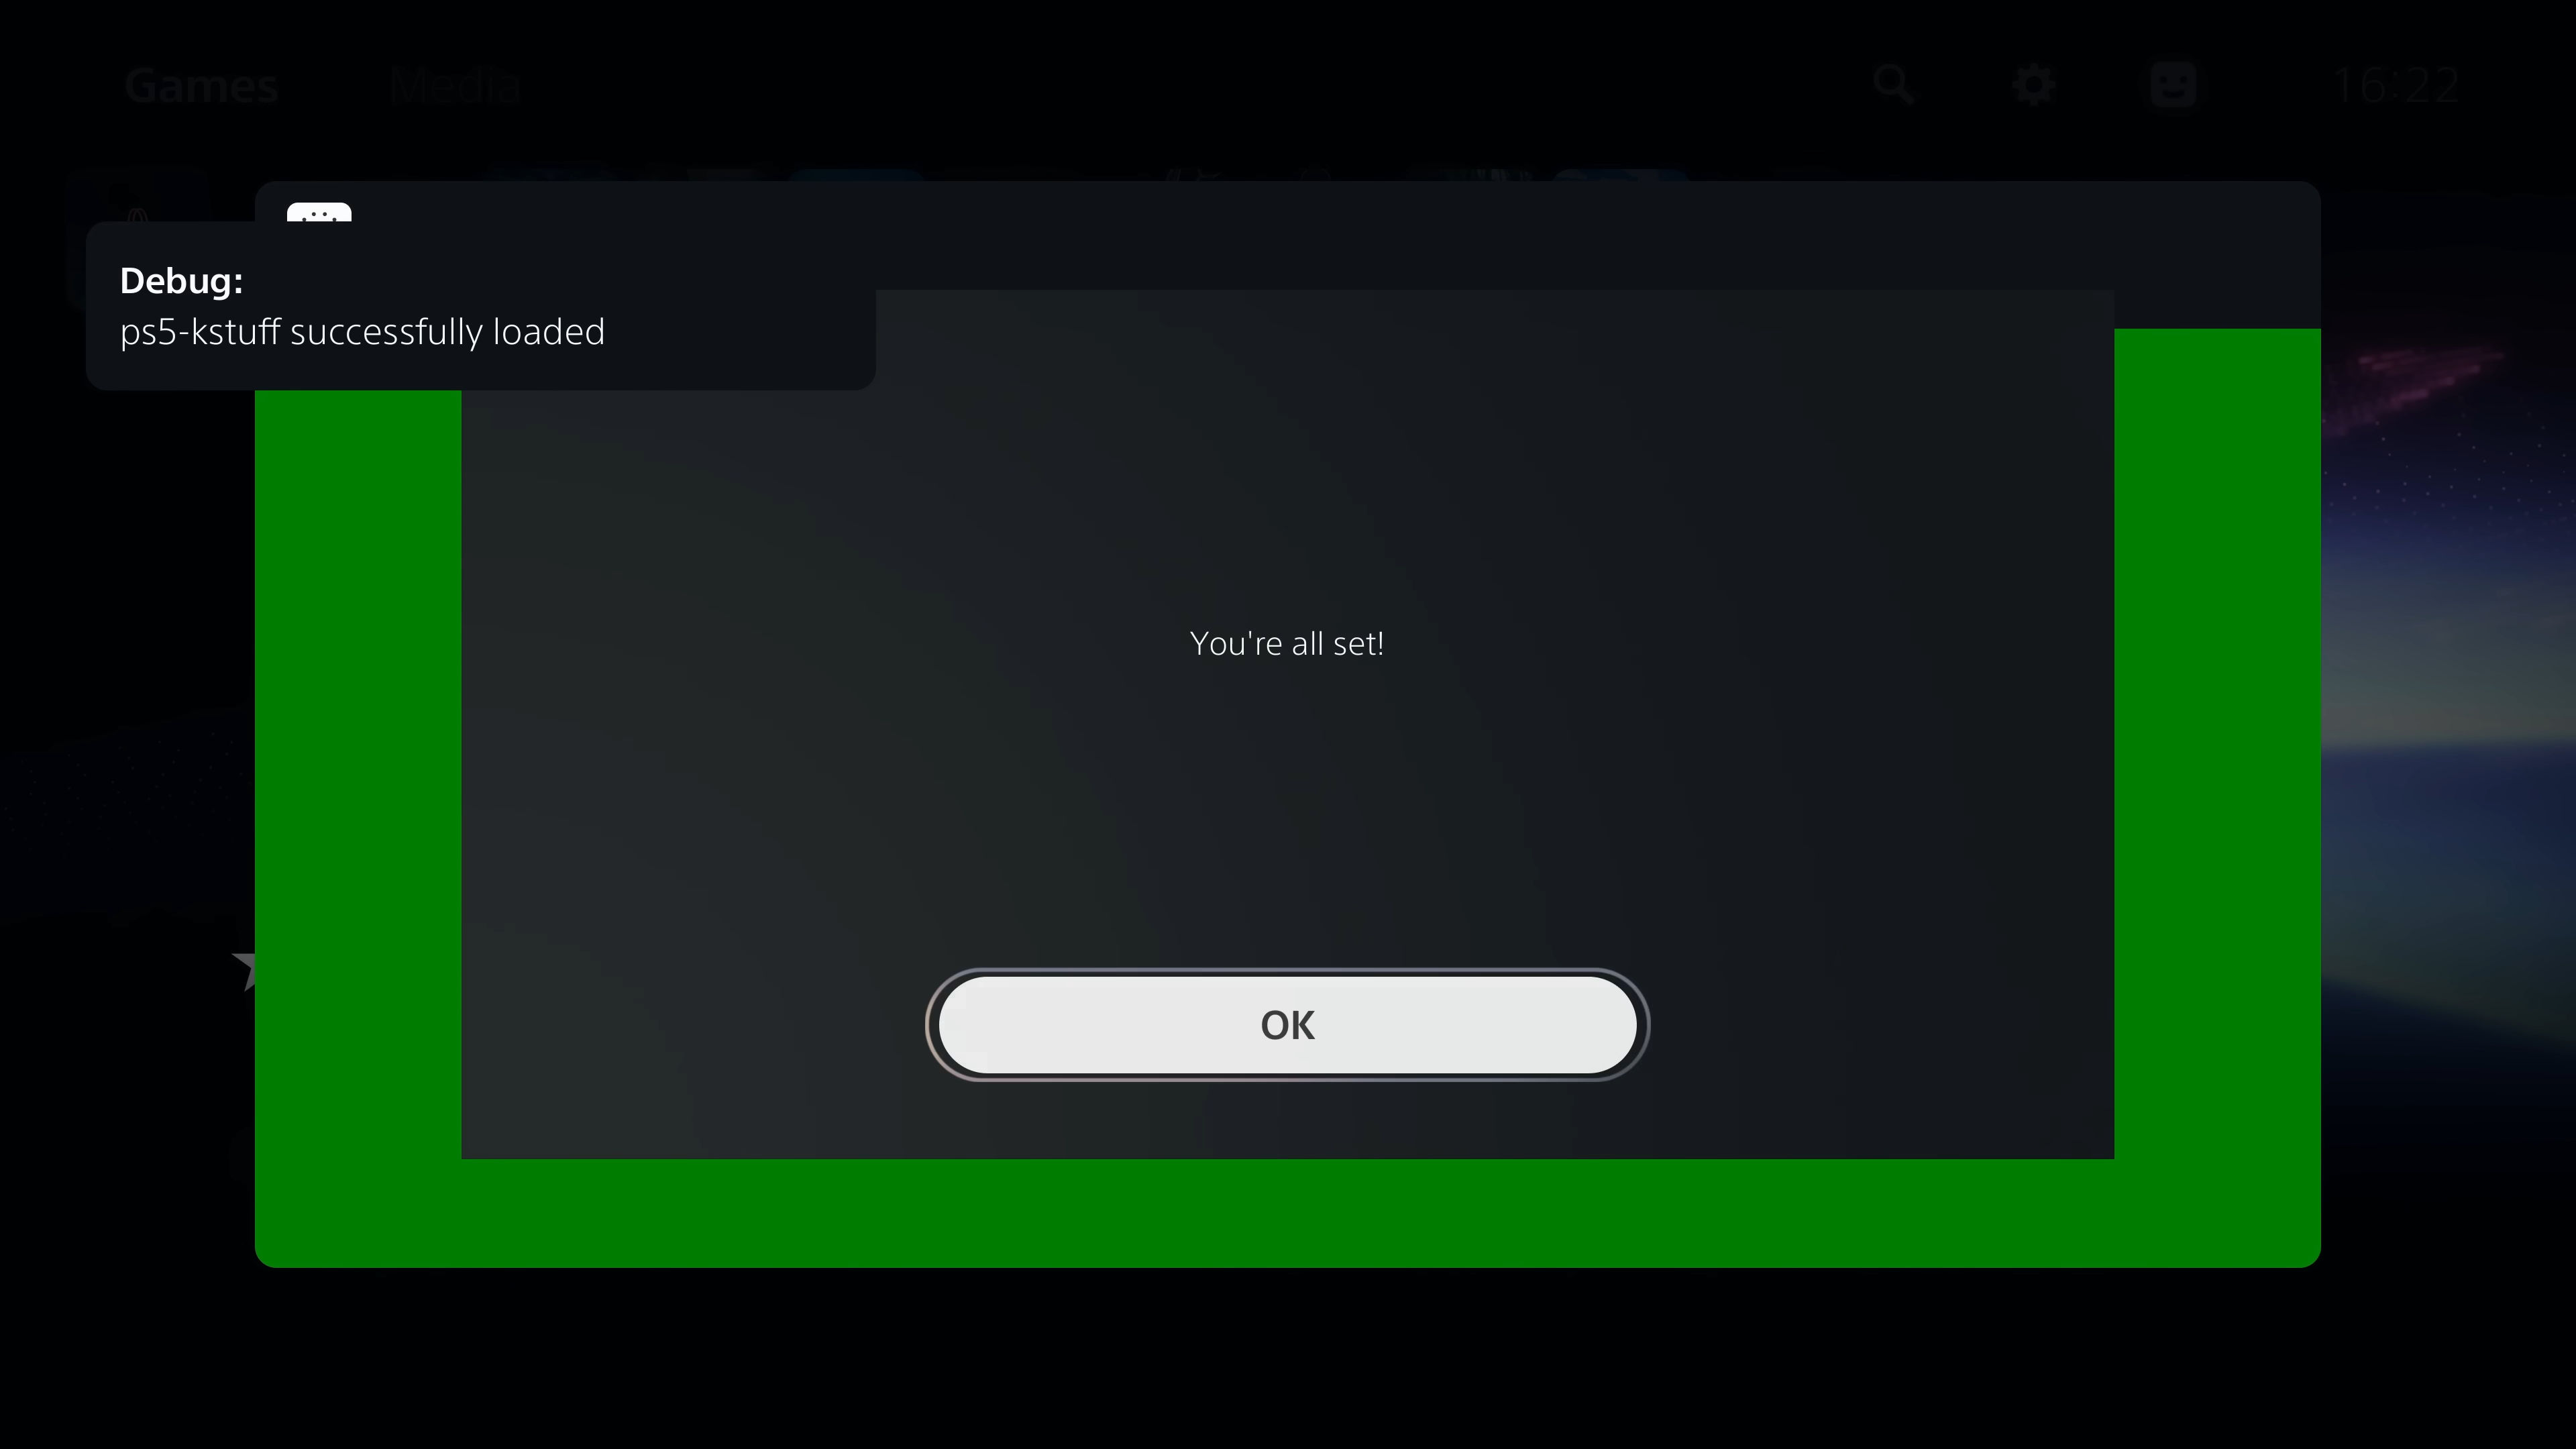 Games
Media
16:22
Debug:
ps5-kstuff successfully loaded
You're all set!
OK